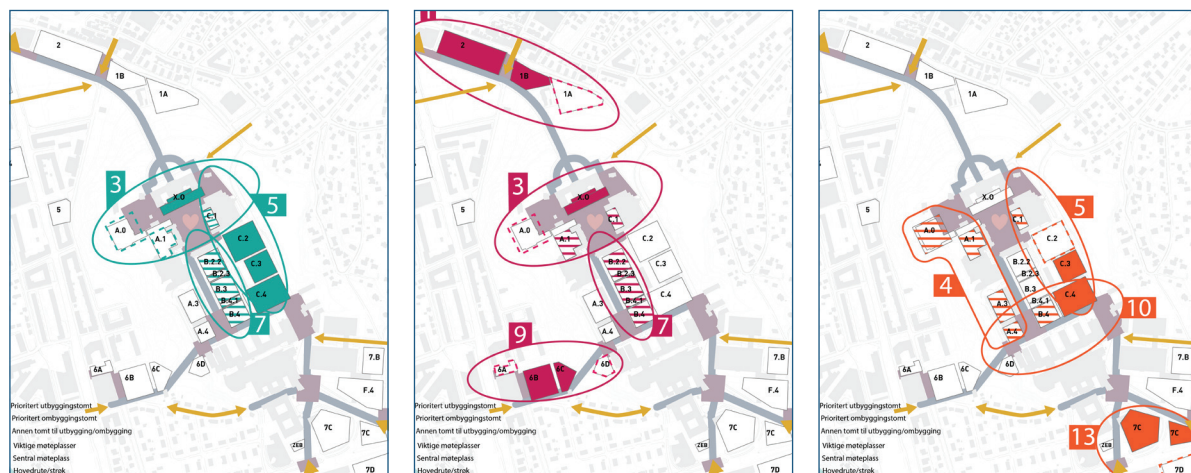 2
1B
1A
3
5
X.O
C.1
A.0
A.1
5
C.2
B.2.2
B.2.3
C.3
B.3
C.4
B.4.1
A.3
B.4
7
A.4
6A
6B
6C
6D
7.B
F.4
Prioritert utbyggingstomt
Prioritert ombyggingstomt
Annen tomt til utbygging/ombygging
Viktige møteplasser
Sentral møteplass
Hovedrute/strøk
7C
7C
ZEB
7D
2
1B
1A
3
5
X.O
C.1
A.0
A.1
C.2
B.2.2
B.2.3
C.3
B.3
C.4
B.4.1
A.3
B.4
7
A.4
9
6A
6B
6C
6D
7.B
F.4
Prioritert utbyggingstomt
Prioritert ombyggingstomt
Annen tomt til utbygging/ombygging
Viktige møteplasser
Sentral møteplass
Hovedrute/strøk
7C
7C
ZEB
7D
2
1B
1A
5
X.O
5
C.1
A.0
A.1
C.2
B.2.2
B.2.3
C.3
B.3
4
C.4
B.4.1
A.3
B.4
10
A.4
6A
6B
6C
6D
7.B
F.4
Prioritert utbyggingstomt
Prioritert ombyggingstomt
Annen tomt til utbygging/ombygging
Viktige møteplasser
Sentral møteplass
Hovedrute/strøk
13
7C
7C
ZEB
7D